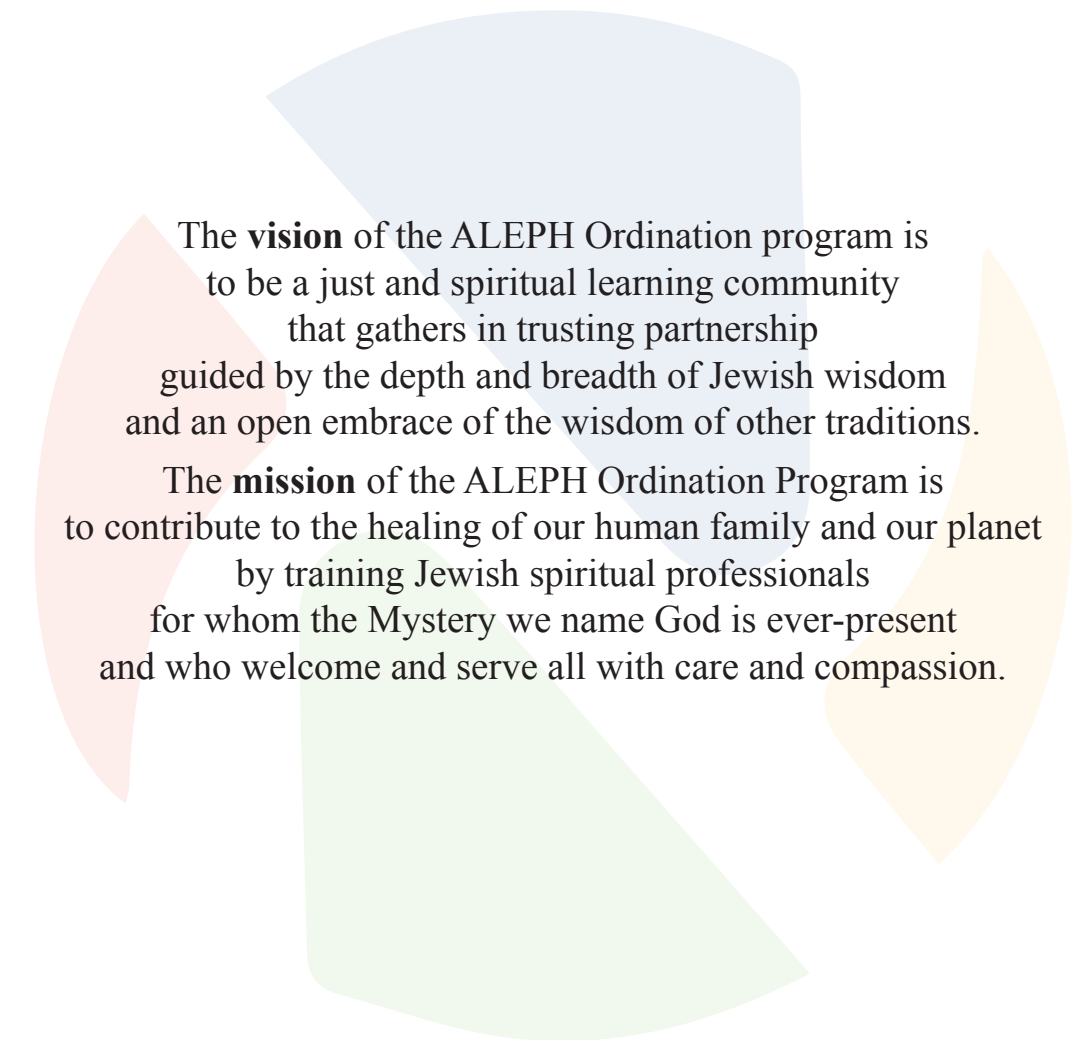 The vision of the ALEPH Ordination program is
to be a just and spiritual learning community
that gathers in trusting partnership
guided by the depth and breadth of Jewish wisdom
and an open embrace of the wisdom of other traditions.
The mission of the ALEPH Ordination Program is
to contribute to the healing of our human family and our planet
by training Jewish spiritual professionals
for whom the Mystery we name God is ever-present
and who welcome and serve all with care and compassion.